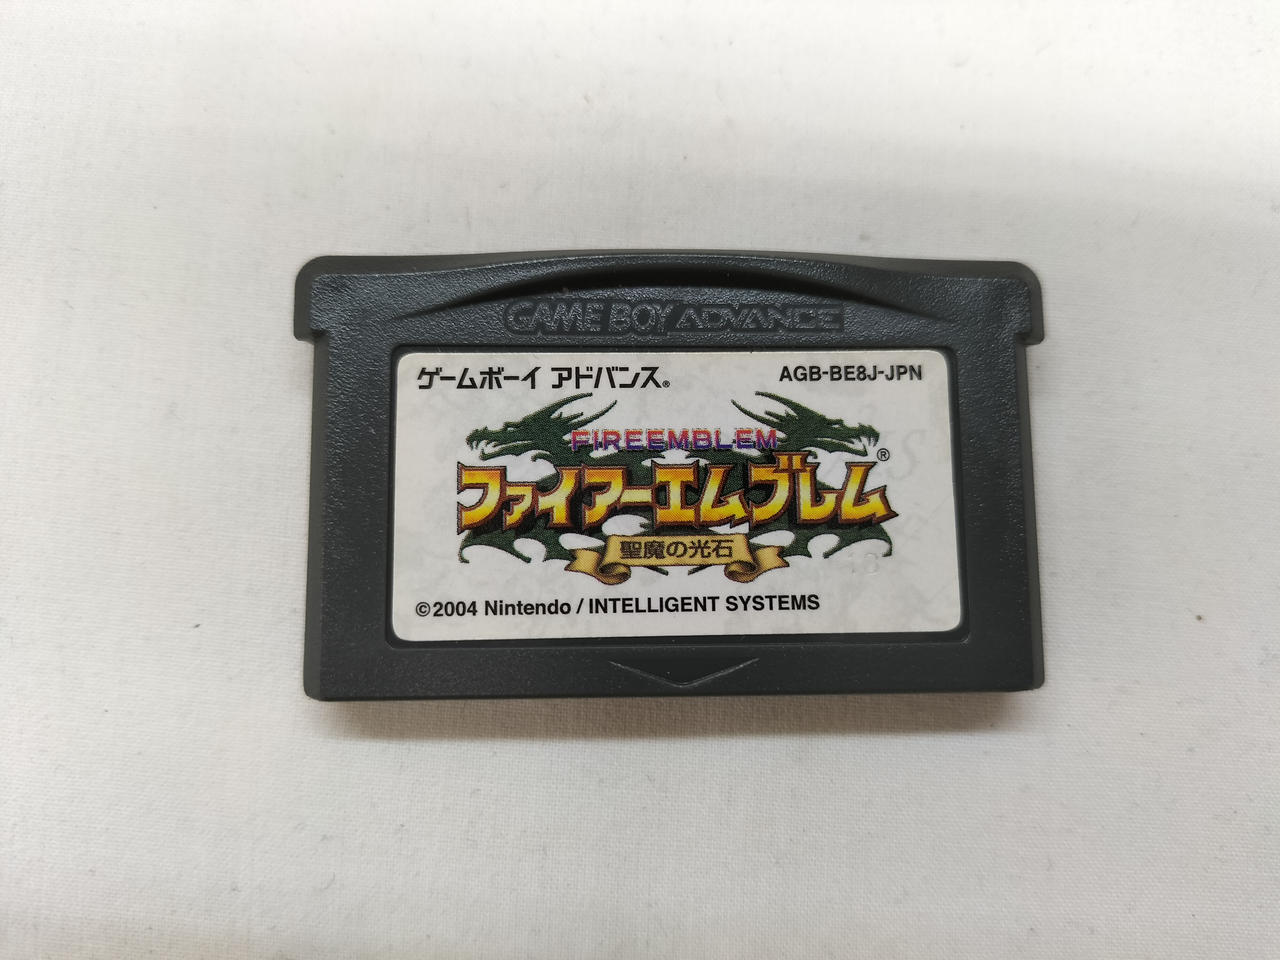 GAME BOY ADVANCE
ゲームボーイ アドバンス® AGB-BE8J-JPN
FIREEMBLEM
ファイアーエムブレム®
聖魔の光石
©2004 Nintendo / INTELLIGENT SYSTEMS